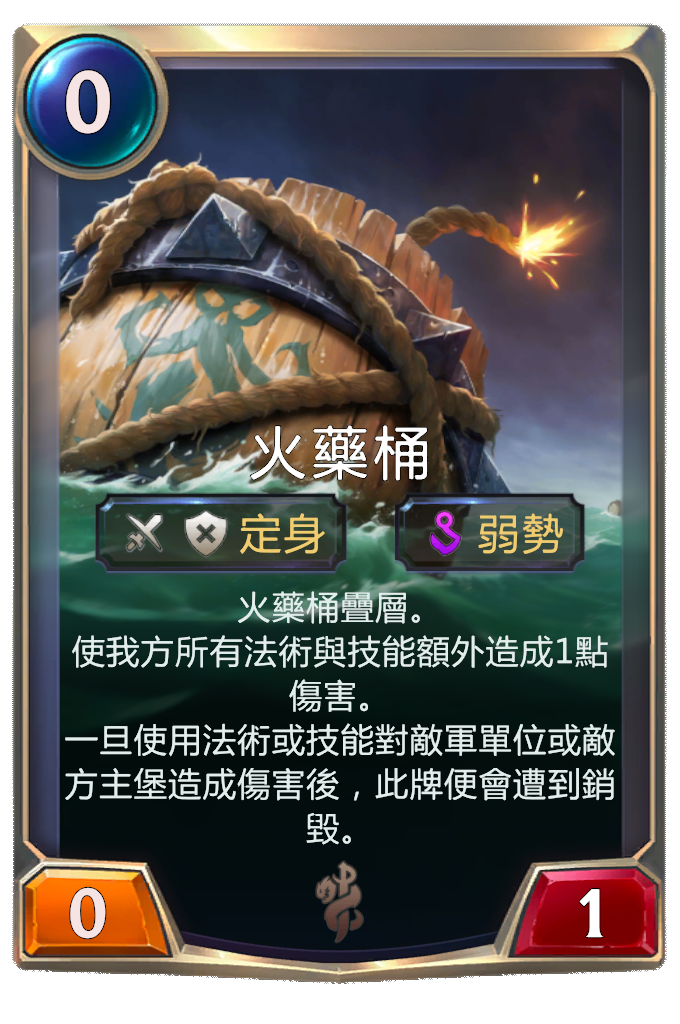 0
火藥桶
定身
弱勢
火藥桶疊層。
使我方所有法術與技能額外造成1點
傷害。
一旦使用法術或技能對敵軍單位或敵
方主堡造成傷害後，此牌便會遭到銷
毀。
0
1